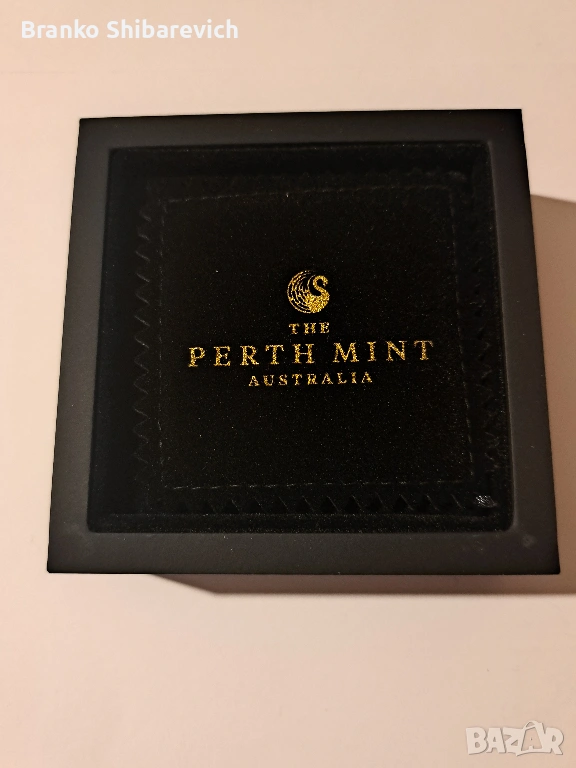 Branko Shibarevich
THE
PERTH MINT
AUSTRALIA
BAZAR